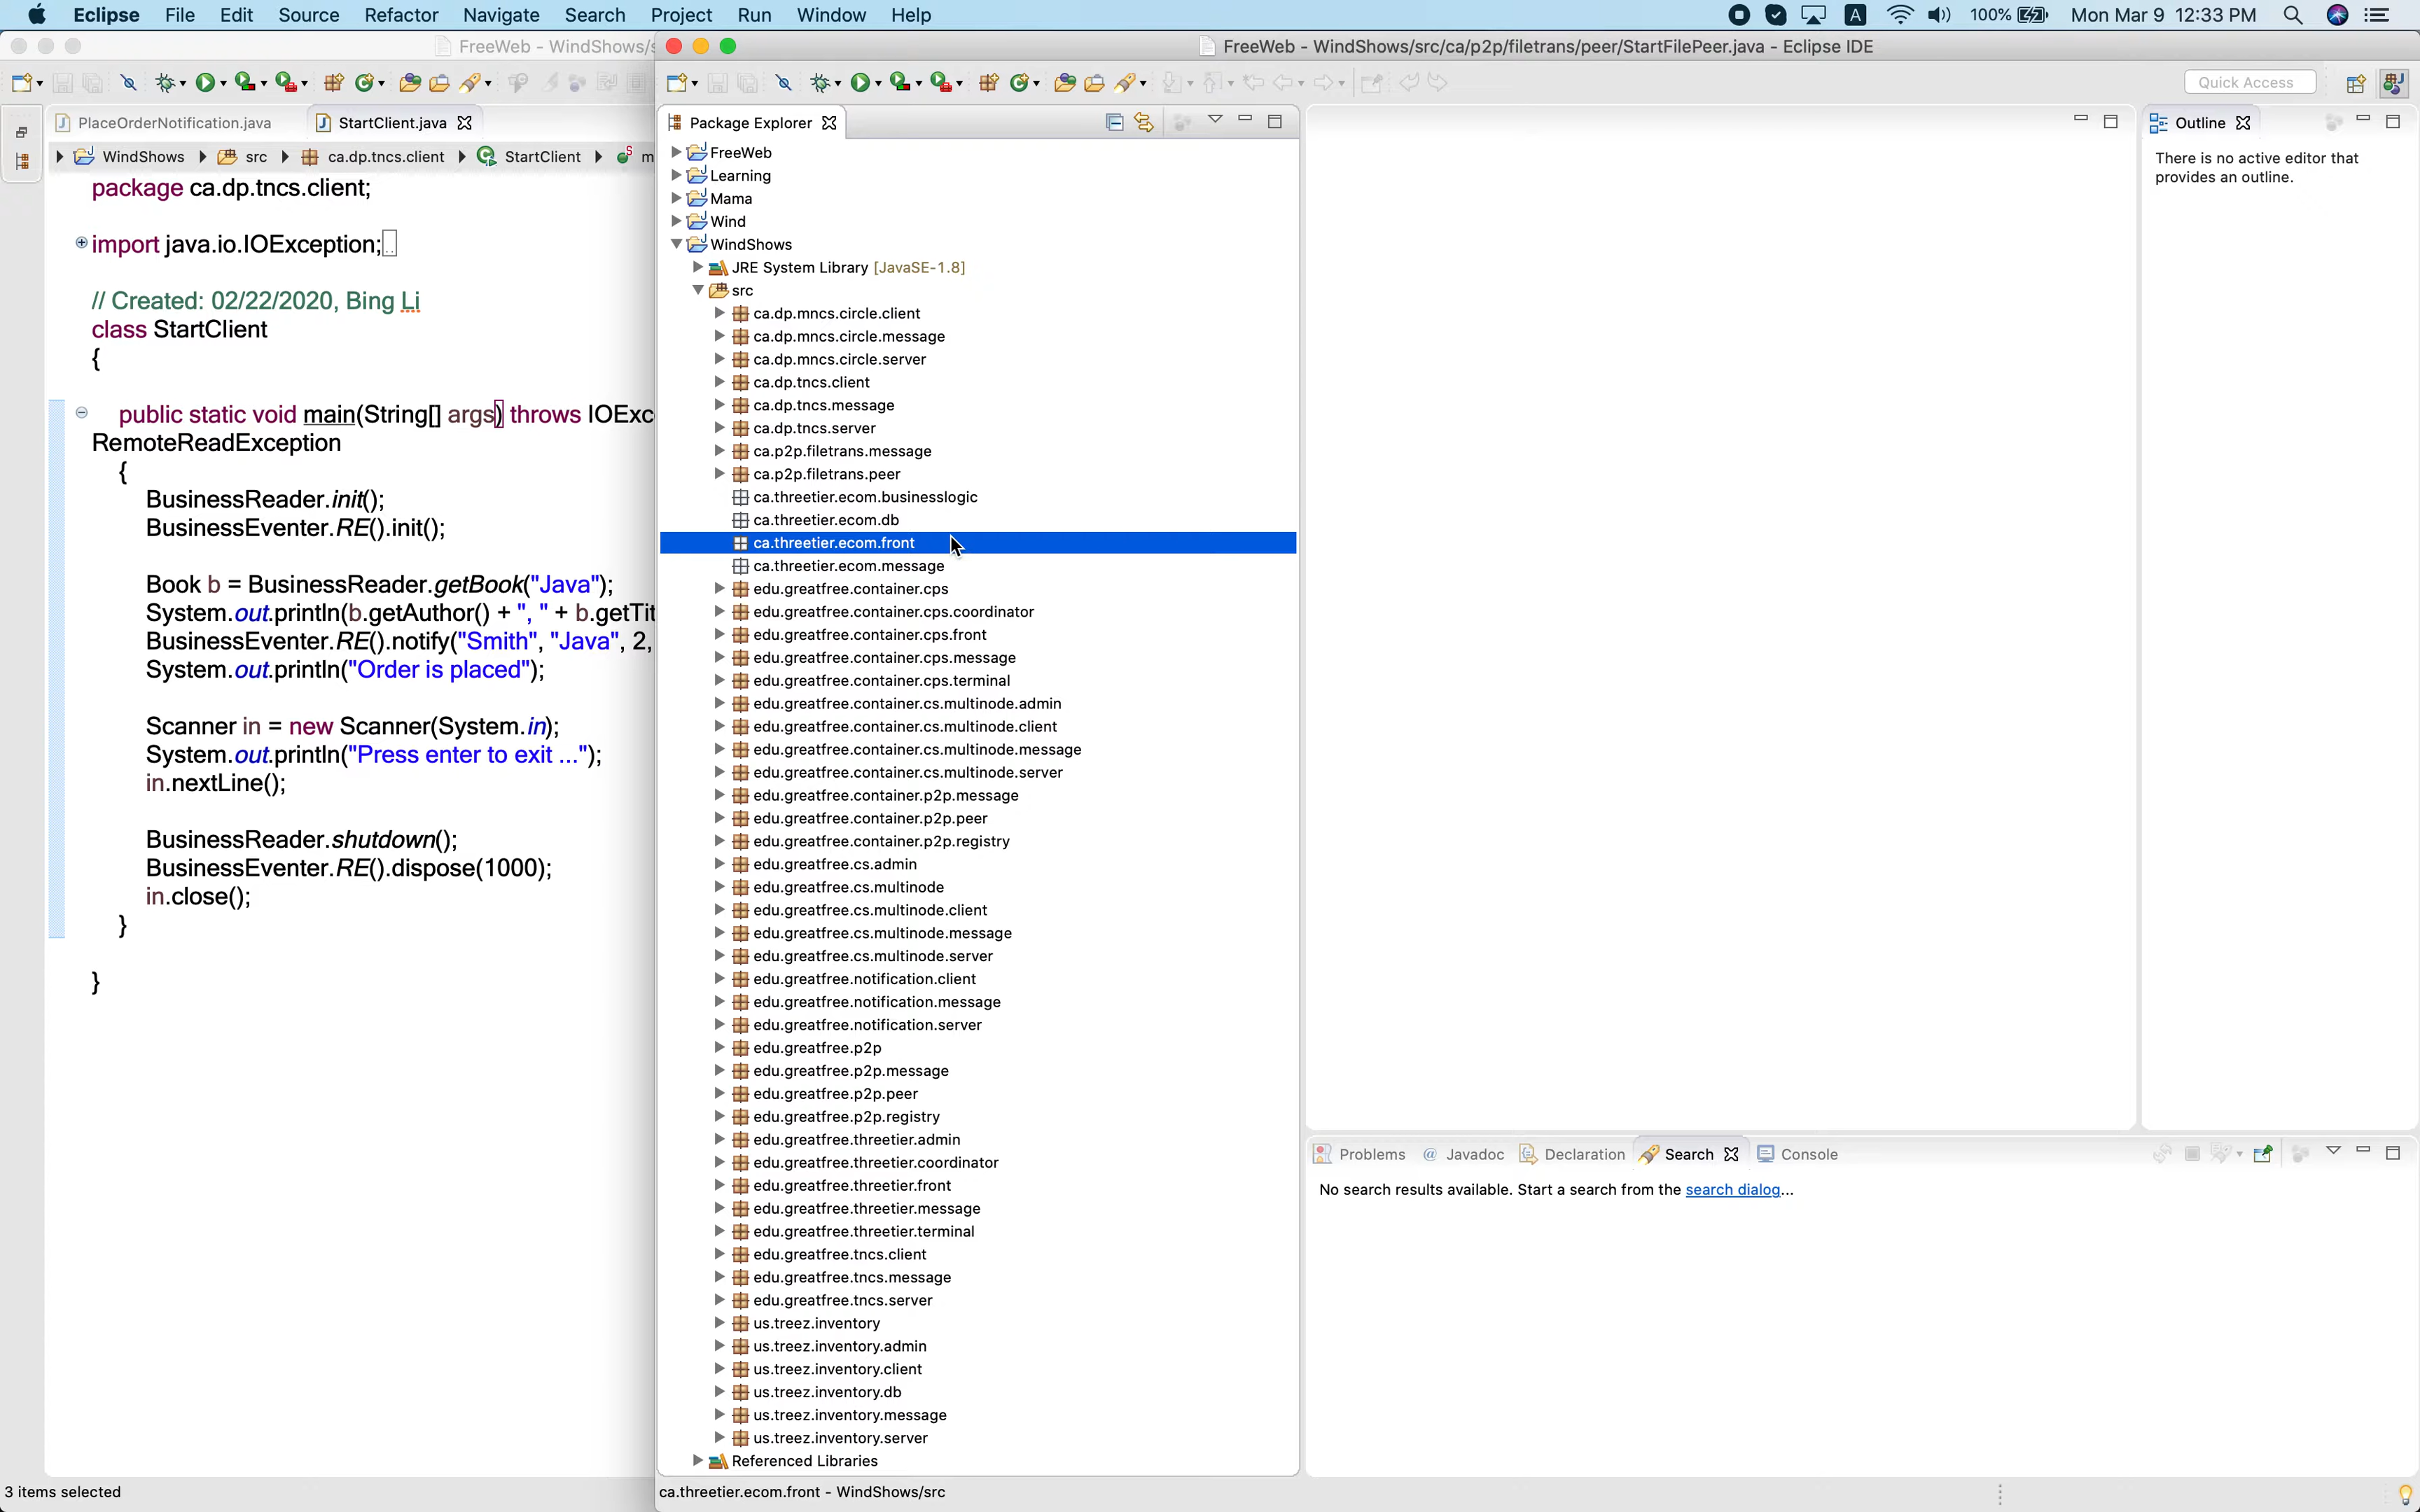 Eclipse File Edit Source Refactor Navigate Search Project Run Window Help
A 100% Mon Mar 9 12:33 PM
FreeWeb - WindShows/s
FreeWeb - WindShows/src/ca/p2p/filetrans/peer/StartFilePeer.java - Eclipse IDE
Quick Access
PlaceOrderNotification.java StartClient.java
WindShows src ca.dp.tncs.client StartClient m
package ca.dp.tncs.client;
import java.io.IOException;
// Created: 02/22/2020, Bing Li
class StartClient
{
public static void main(String[] args) throws IOExc
RemoteReadException
{
BusinessReader.init();
BusinessEventer.RE().init();
Book b = BusinessReader.getBook("Java");
System.out.println(b.getAuthor() + ", " + b.getTit
BusinessEventer.RE().notify("Smith", "Java", 2,
System.out.println("Order is placed");
Scanner in = new Scanner(System.in);
System.out.println("Press enter to exit ...");
in.nextLine();
BusinessReader.shutdown();
BusinessEventer.RE().dispose(1000);
in.close();
}
}
3 items selected
Package Explorer
FreeWeb
Learning
Mama
Wind
WindShows
JRE System Library [JavaSE-1.8]
src
ca.dp.mncs.circle.client
ca.dp.mncs.circle.message
ca.dp.mncs.circle.server
ca.dp.tncs.client
ca.dp.tncs.message
ca.dp.tncs.server
ca.p2p.filetrans.message
ca.p2p.filetrans.peer
ca.threetier.ecom.businesslogic
ca.threetier.ecom.db
ca.threetier.ecom.front
ca.threetier.ecom.message
edu.greatfree.container.cps
edu.greatfree.container.cps.coordinator
edu.greatfree.container.cps.front
edu.greatfree.container.cps.message
edu.greatfree.container.cps.terminal
edu.greatfree.container.cs.multinode.admin
edu.greatfree.container.cs.multinode.client
edu.greatfree.container.cs.multinode.message
edu.greatfree.container.cs.multinode.server
edu.greatfree.container.p2p.message
edu.greatfree.container.p2p.peer
edu.greatfree.container.p2p.registry
edu.greatfree.cs.admin
edu.greatfree.cs.multinode
edu.greatfree.cs.multinode.client
edu.greatfree.cs.multinode.message
edu.greatfree.cs.multinode.server
edu.greatfree.notification.client
edu.greatfree.notification.message
edu.greatfree.notification.server
edu.greatfree.p2p
edu.greatfree.p2p.message
edu.greatfree.p2p.peer
edu.greatfree.p2p.registry
edu.greatfree.threetier.admin
edu.greatfree.threetier.coordinator
edu.greatfree.threetier.front
edu.greatfree.threetier.message
edu.greatfree.threetier.terminal
edu.greatfree.tncs.client
edu.greatfree.tncs.message
edu.greatfree.tncs.server
us.treez.inventory
us.treez.inventory.admin
us.treez.inventory.client
us.treez.inventory.db
us.treez.inventory.message
us.treez.inventory.server
Referenced Libraries
ca.threetier.ecom.front - WindShows/src
Outline
There is no active editor that
provides an outline.
Problems @ Javadoc Declaration Search Console
No search results available. Start a search from the search dialog...